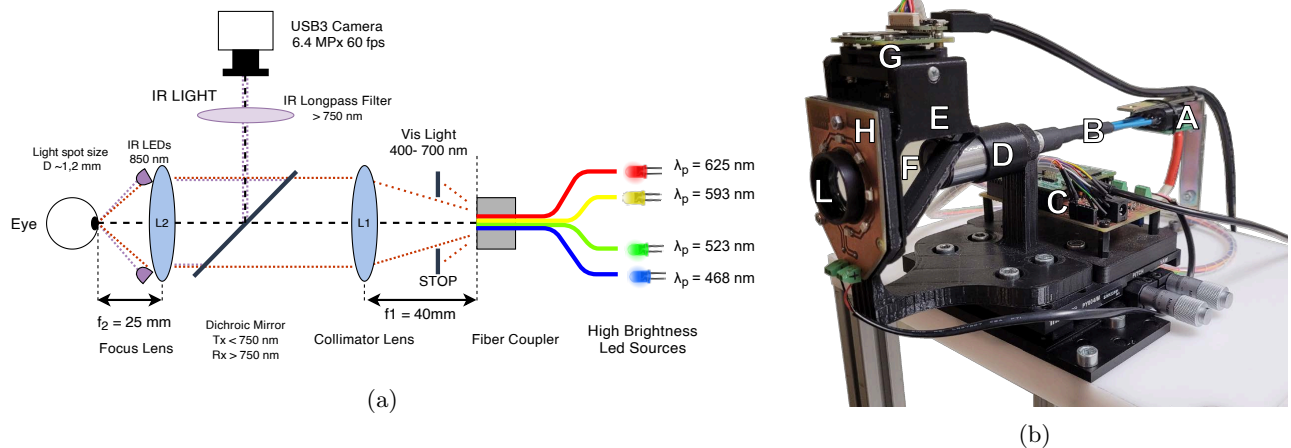 USB3 Camera
6.4 MPx 60 fps
IR LIGHT
IR Longpass Filter
> 750 nm
Vis Light
400- 700 nm
Light spot size
D ~1,2 mm
IR LEDs
850 nm
λp = 625 nm
λp = 593 nm
λp = 523 nm
λp = 468 nm
Eye
L2
L1
STOP
f2 = 25 mm
Focus Lens
Dichroic Mirror
Tx < 750 nm
Rx > 750 nm
f1 = 40mm
Collimator Lens
Fiber Coupler
High Brightness
Led Sources
(a)
G
H
E
A
B
F
D
L
C
(b)